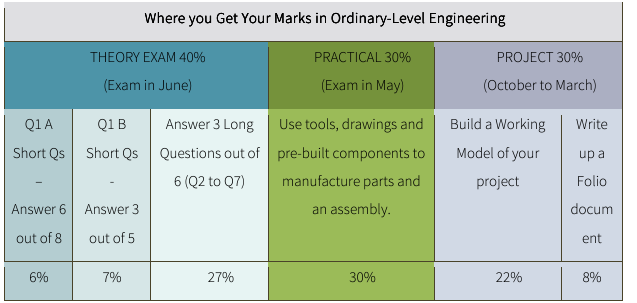 Where you Get Your Marks in Ordinary-Level Engineering
THEORY EXAM 40%
(Exam in June)
PRACTICAL 30%
(Exam in May)
PROJECT 30%
(October to March)
Q1 A
Short Qs
–
Answer 6
out of 8
Q1 B
Short Qs
-
Answer 3
out of 5
Answer 3 Long
Questions out of
6 (Q2 to Q7)
Use tools, drawings and
pre-built components to
manufacture parts and
an assembly.
Build a Working
Model of your
project
Write
up a
Folio
docum
ent
6%
7%
27%
30%
22%
8%